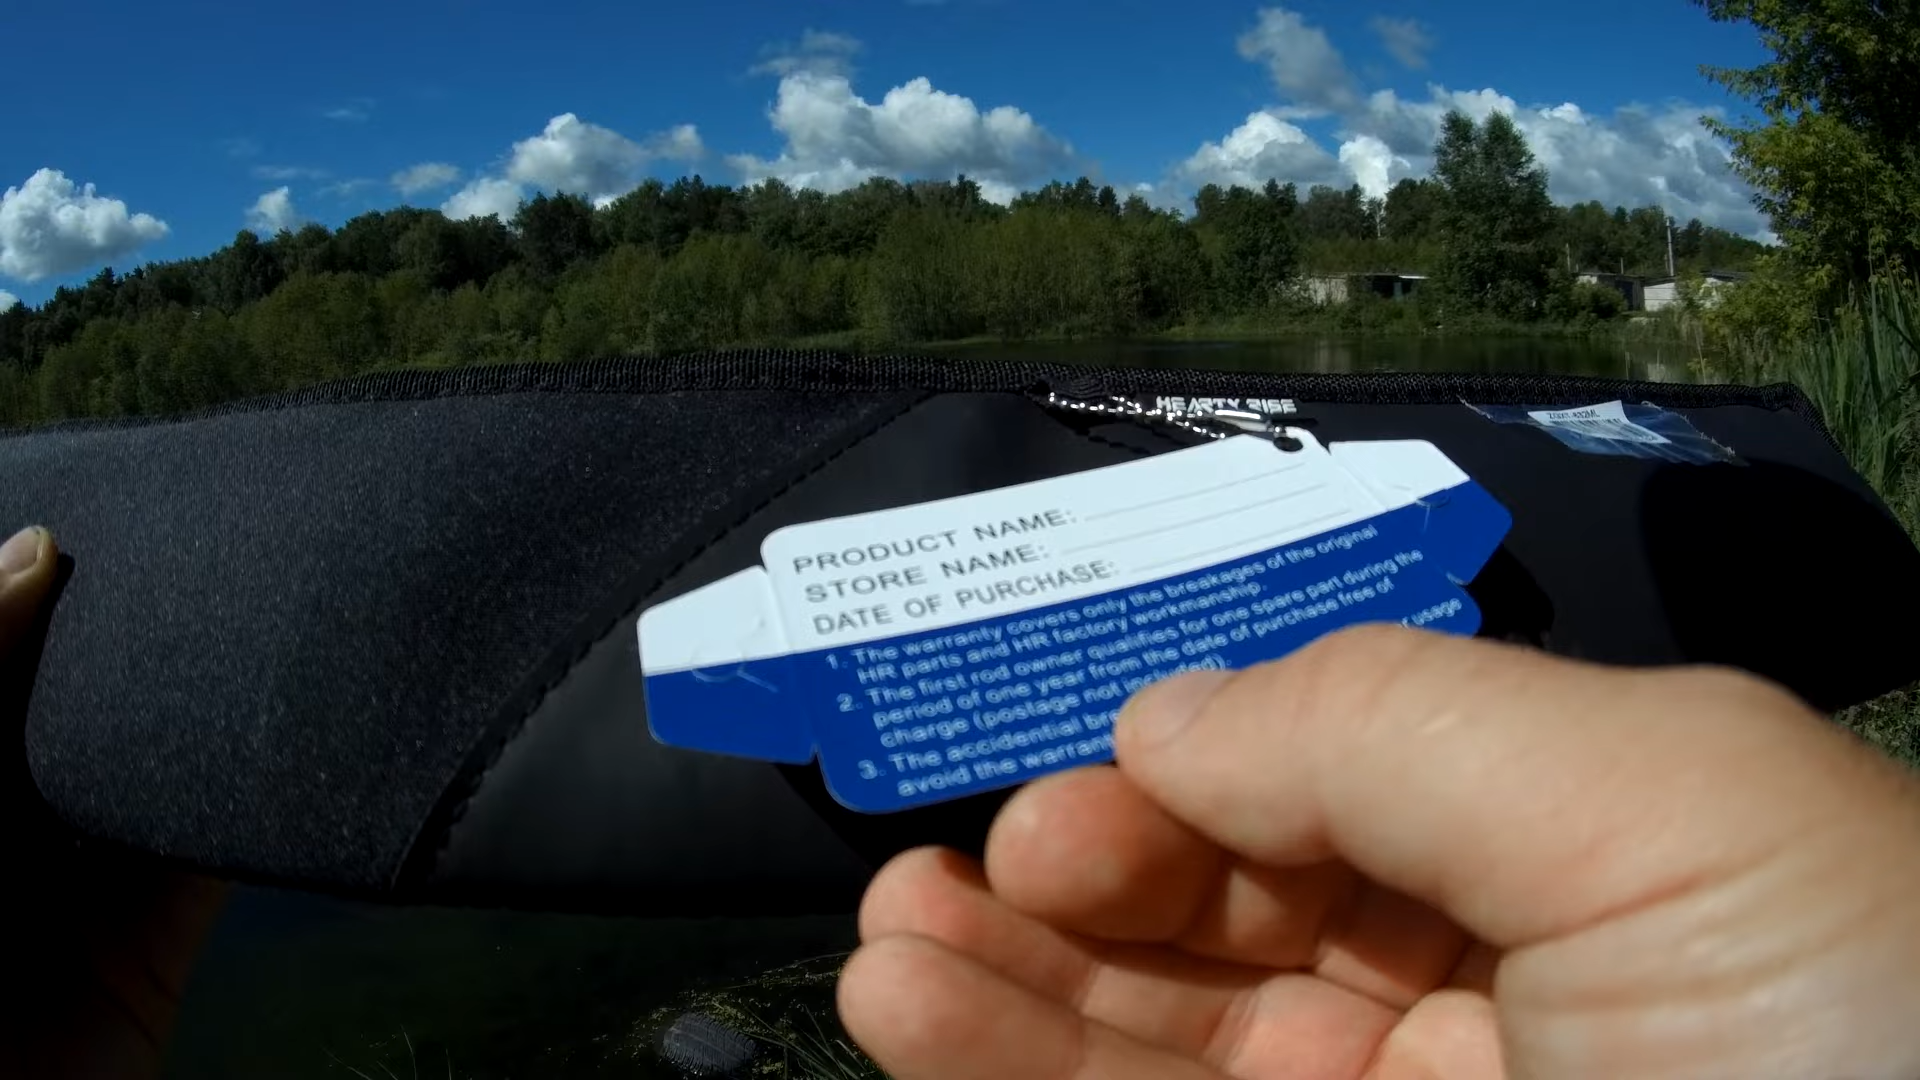 HEARTY RISE
PRODUCT NAME:
STORE NAME:
DATE OF PURCHASE:
1. The warranty covers only the breakages of the original
HR parts and HR factory workmanship.
2. The first rod owner qualifies for one spare part during the
period of one year from the date of purchase free of
charge (postage not included).
3. The accidential usage
avoid the